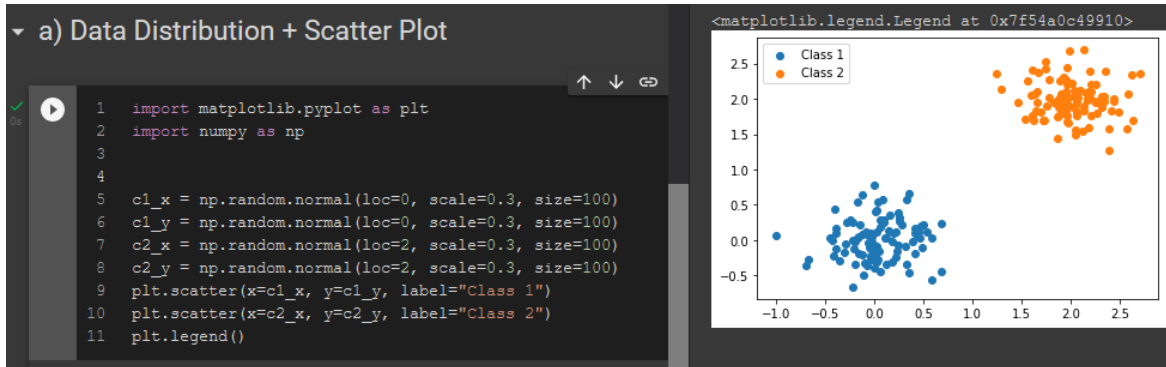 a) Data Distribution + Scatter Plot
0s
1 import matplotlib.pyplot as plt
2 import numpy as np
3
4
5 c1_x = np.random.normal(loc=0, scale=0.3, size=100)
6 c1_y = np.random.normal(loc=0, scale=0.3, size=100)
7 c2_x = np.random.normal(loc=2, scale=0.3, size=100)
8 c2_y = np.random.normal(loc=2, scale=0.3, size=100)
9 plt.scatter(x=c1_x, y=c1_y, label="Class 1")
10 plt.scatter(x=c2_x, y=c2_y, label="Class 2")
11 plt.legend()
<matplotlib.legend.Legend at 0x7f54a0c49910>
Class 1
Class 2
2.5
2.0
1.5
1.0
0.5
0.0
−0.5
−1.0 −0.5 0.0 0.5 1.0 1.5 2.0 2.5